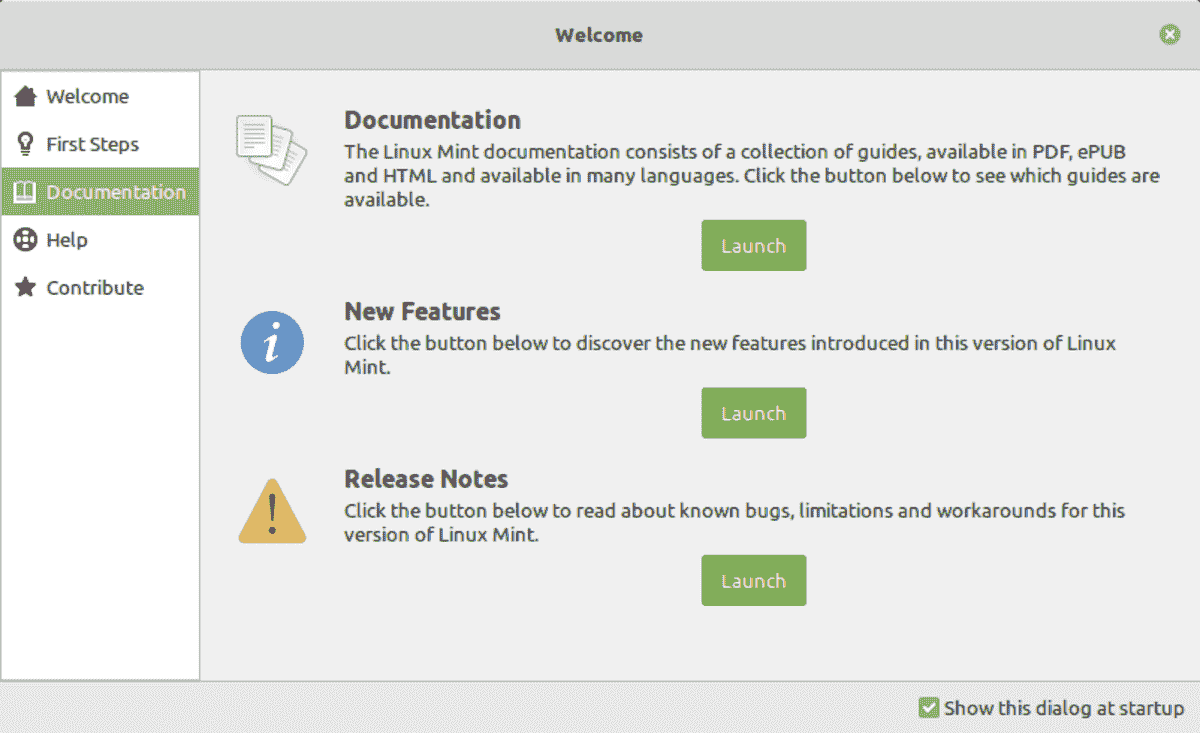 Welcome
Welcome
First Steps
Documentation
Help
Contribute
Documentation
The Linux Mint documentation consists of a collection of guides, available in PDF, ePUB
and HTML and available in many languages. Click the button below to see which guides are
available.
Launch
New Features
Click the button below to discover the new features introduced in this version of Linux
Mint.
Launch
Release Notes
Click the button below to read about known bugs, limitations and workarounds for this
version of Linux Mint.
Launch
Show this dialog at startup